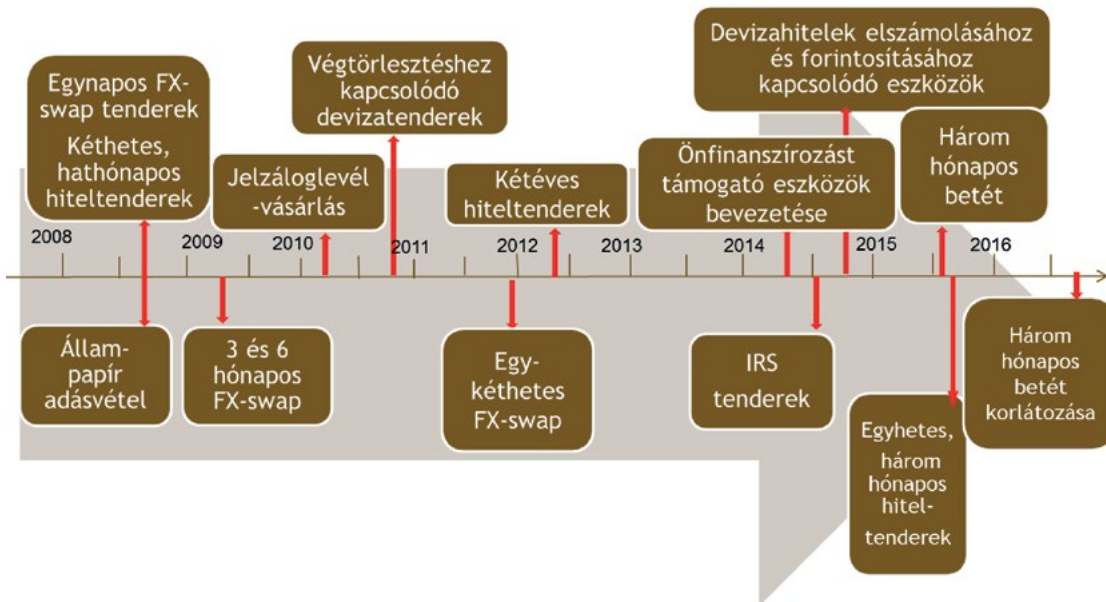 Egynapos FX-
swap tenderek
Kéthetes,
hathónapos
hiteltenderek
Végtörlesztéshez
kapcsolódó
devizatenderek
Devizahitelek elszámolásához
és forintosításához
kapcsolódó eszközök
Jelzáloglevél
-vásárlás
Kétéves
hiteltenderek
Önfinanszírozást
támogató eszközök
bevezetése
Három
hónapos
betét
2008
2009
2010
2011
2012
2013
2014
2015
2016
Állam-
papír
adásvétel
3 és 6
hónapos
FX-swap
Egy-
kéthetes
FX-swap
IRS
tenderek
Egyhetes,
három
hónapos
hitel-
tenderek
Három
hónapos
betét
korlátozása